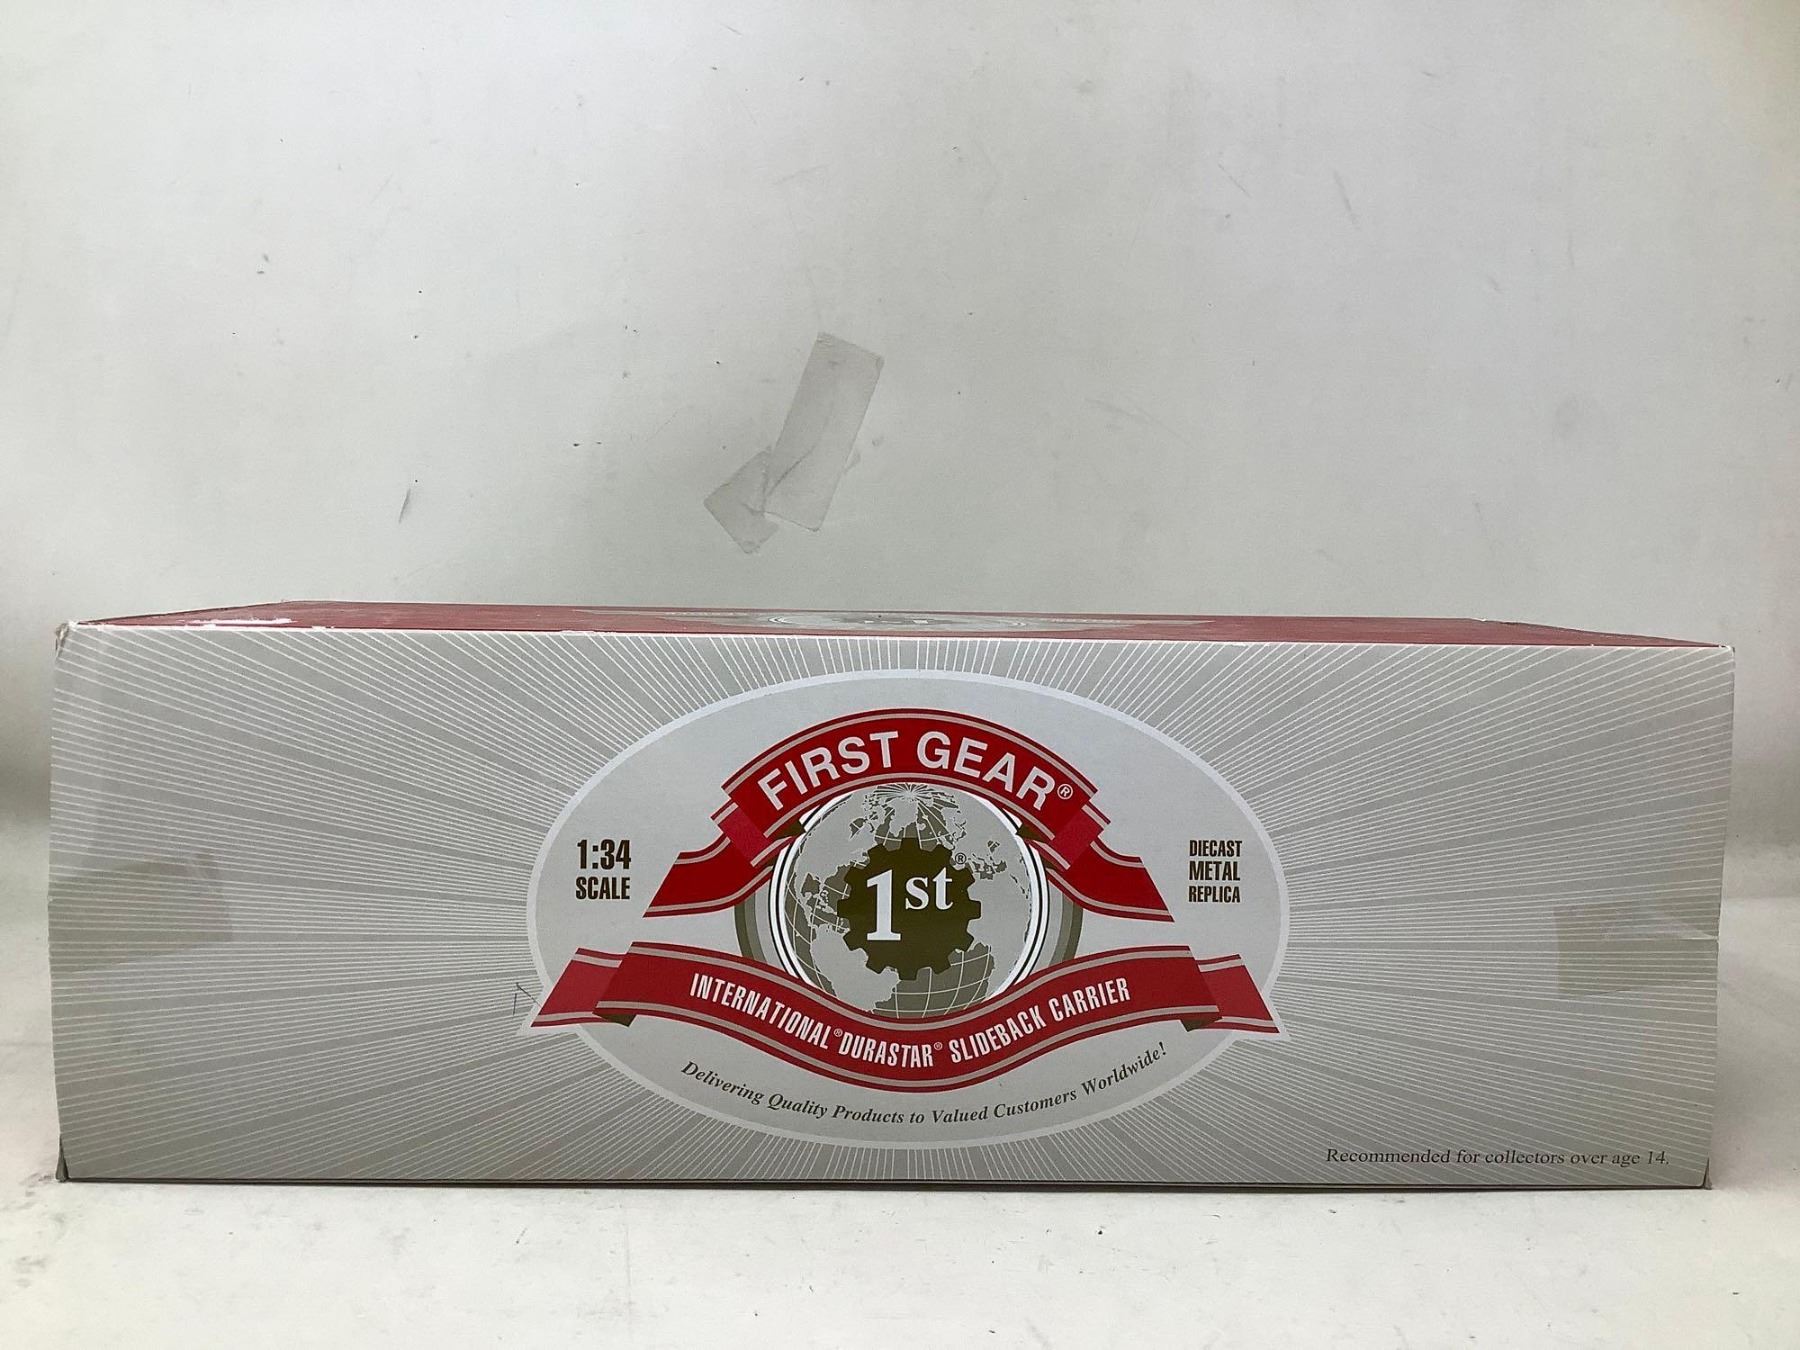 FIRST GEAR®
1:34
SCALE
1st®
DIECAST
METAL
REPLICA
INTERNATIONAL® DURASTAR® SLIDEBACK CARRIER
Delivering Quality Products to Valued Customers Worldwide!
Recommended for collectors over age 14.